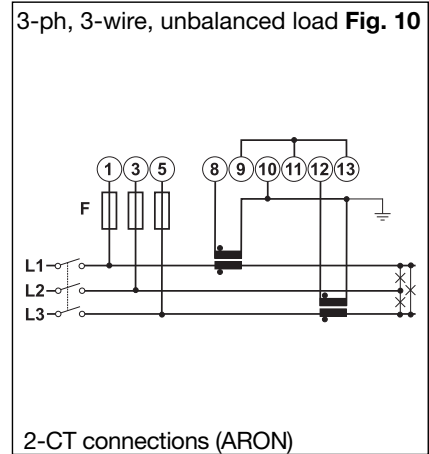 3-ph, 3-wire, unbalanced load Fig. 10
1 3 5 8 9 10 11 12 13
F
L1
L2
L3
2-CT connections (ARON)